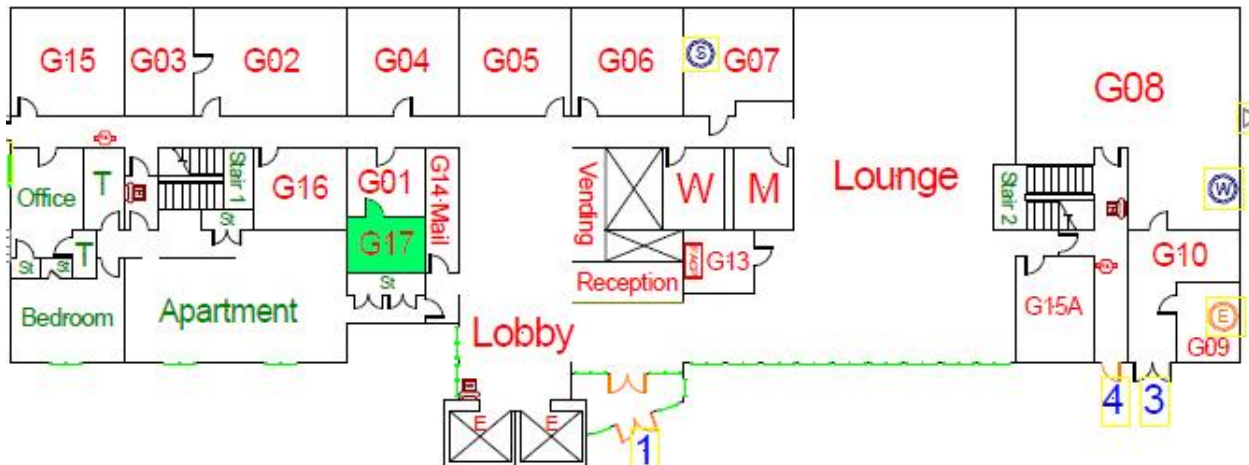 G15 G03 G02 G04 G05 G06 S G07
G08
Office T Stair 1 G16 G01 G14 Mail Vending W M Lounge Stair 2 W
St
G17
T
St St
St
Reception
G13
G10
Bedroom
Apartment
Lobby
G15A
E
G09
E E
1
4 3